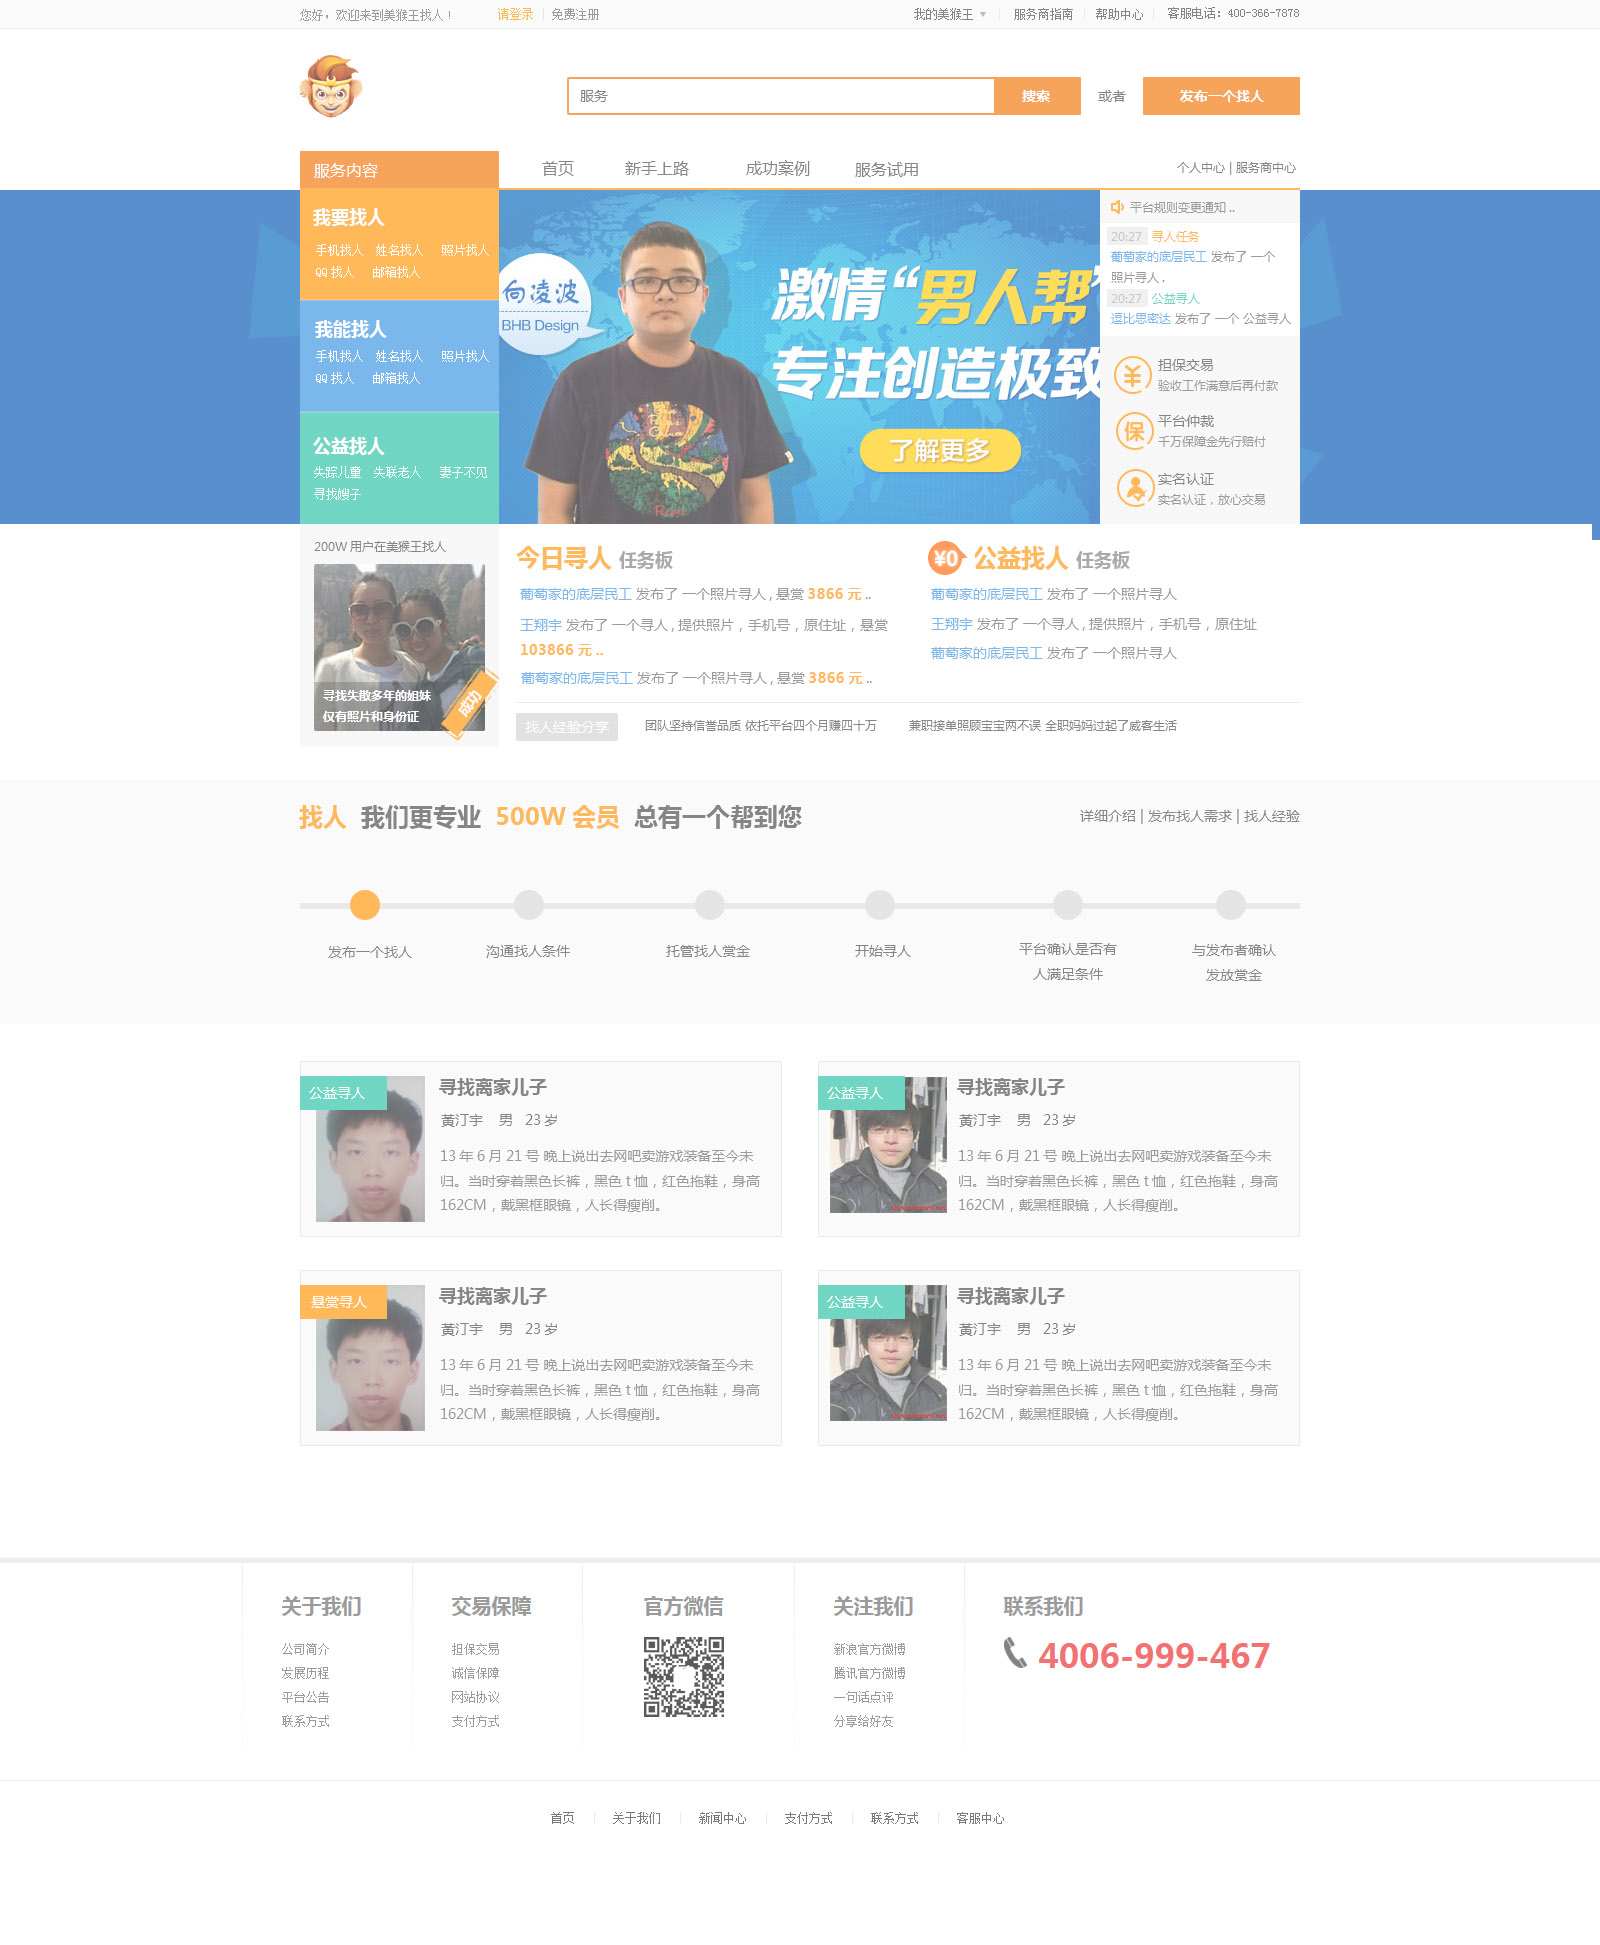 您好，欢迎来到美猴王找人！
请登录
免费注册
我的美猴王
服务商指南
帮助中心
客服电话：400-366-7878
服务
搜索
或者
发布一个找人
服务内容
首页
新手上路
成功案例
服务试用
个人中心 | 服务商中心
我要找人
手机找人 姓名找人 照片找人
QQ 找人 邮箱找人
我能找人
手机找人 姓名找人 照片找人
QQ 找人 邮箱找人
公益找人
失踪儿童 失联老人 妻子不见
寻找嫂子
向凌波
BHB Design
激情“男人帮”
专注创造极致
了解更多
平台规则变更通知 ..
20:27 寻人任务
葡萄家的底层民工 发布了 一个
照片寻人 .
20:27 公益寻人
逗比思密达 发布了 一个 公益寻人
担保交易
验收工作满意后再付款
保
平台仲裁
千万保障金先行赔付
实名认证
实名认证，放心交易
200W 用户在美猴王找人
寻找失散多年的姐妹
仅有照片和身份证
成功
今日寻人 任务板
葡萄家的底层民工 发布了 一个照片寻人 , 悬赏 3866 元 ..
王翔宇 发布了 一个寻人 , 提供照片，手机号，原住址，悬赏
103866 元 ..
葡萄家的底层民工 发布了 一个照片寻人 , 悬赏 3866 元 ..
¥0 公益找人 任务板
葡萄家的底层民工 发布了 一个照片寻人
王翔宇 发布了 一个寻人 , 提供照片，手机号，原住址
葡萄家的底层民工 发布了 一个照片寻人
找人经验分享
团队坚持信誉品质 依托平台四个月赚四十万
兼职接单照顾宝宝两不误 全职妈妈过起了威客生活
找人 我们更专业 500W 会员 总有一个帮到您
详细介绍 | 发布找人需求 | 找人经验
发布一个找人
沟通找人条件
托管找人赏金
开始寻人
平台确认是否有
人满足条件
与发布者确认
发放赏金
公益寻人
寻找离家儿子
黃汀宇 男 23 岁
13 年 6 月 21 号 晚上说出去网吧卖游戏装备至今未
归。当时穿着黑色长裤，黑色 t 恤，红色拖鞋，身高
162CM，戴黑框眼镜，人长得瘦削。
公益寻人
寻找离家儿子
黃汀宇 男 23 岁
13 年 6 月 21 号 晚上说出去网吧卖游戏装备至今未
归。当时穿着黑色长裤，黑色 t 恤，红色拖鞋，身高
162CM，戴黑框眼镜，人长得瘦削。
悬赏寻人
寻找离家儿子
黃汀宇 男 23 岁
13 年 6 月 21 号 晚上说出去网吧卖游戏装备至今未
归。当时穿着黑色长裤，黑色 t 恤，红色拖鞋，身高
162CM，戴黑框眼镜，人长得瘦削。
公益寻人
寻找离家儿子
黃汀宇 男 23 岁
13 年 6 月 21 号 晚上说出去网吧卖游戏装备至今未
归。当时穿着黑色长裤，黑色 t 恤，红色拖鞋，身高
162CM，戴黑框眼镜，人长得瘦削。
关于我们
公司简介
发展历程
平台公告
联系方式
交易保障
担保交易
诚信保障
网站协议
支付方式
官方微信
关注我们
新浪官方微博
腾讯官方微博
一句话点评
分享给好友
联系我们
4006-999-467
首页
关于我们
新闻中心
支付方式
联系方式
客服中心